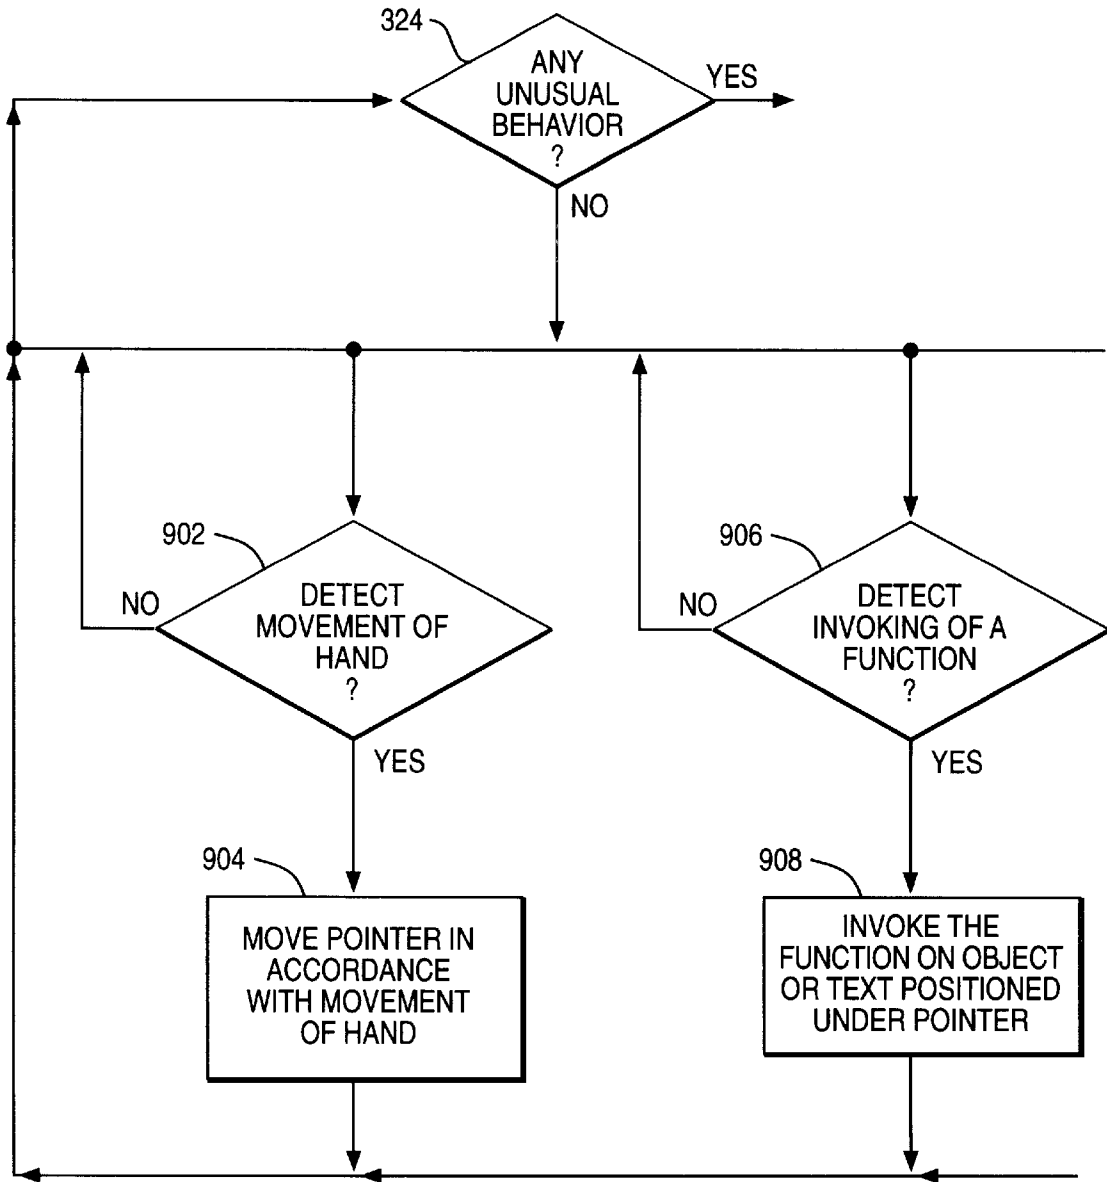 324
ANY
UNUSUAL
BEHAVIOR
?
YES
NO
902
DETECT
MOVEMENT OF
HAND
?
NO
YES
906
DETECT
INVOKING OF A
FUNCTION
?
NO
YES
904
MOVE POINTER IN
ACCORDANCE
WITH MOVEMENT
OF HAND
908
INVOKE THE
FUNCTION ON OBJECT
OR TEXT POSITIONED
UNDER POINTER